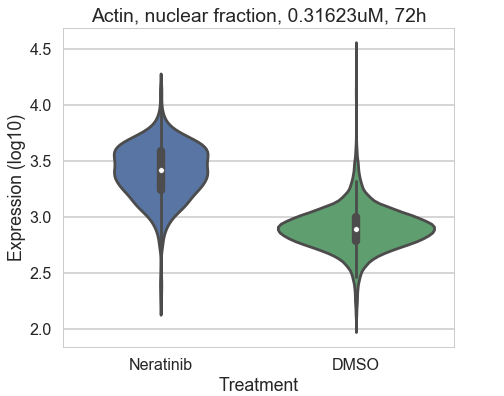 Actin, nuclear fraction, 0.31623uM, 72h
Expression (log10)
4.5
4.0
3.5
3.0
2.5
2.0
Neratinib DMSO
Treatment